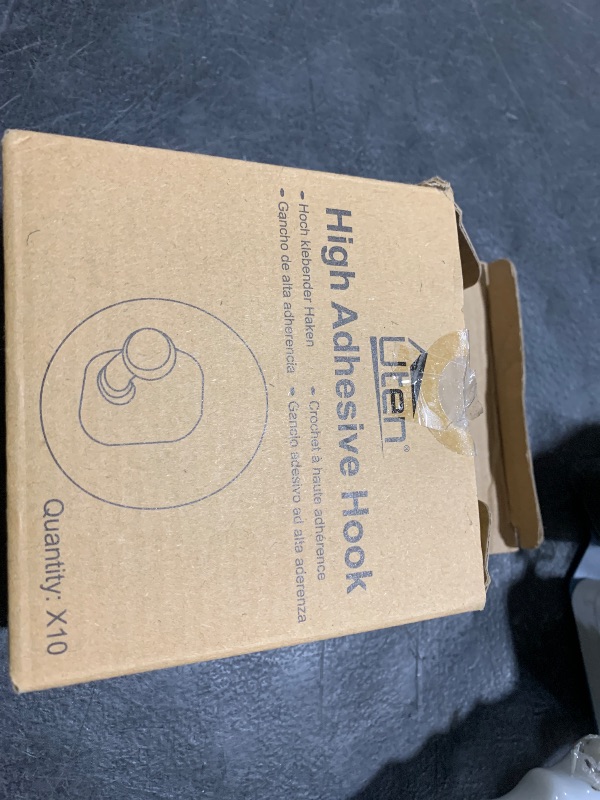 Uten®
High Adhesive Hook
• Hoch klebender Haken • Crochet à haute adhérence
• Gancho de alta adherencia • Gancio adesivo ad alta aderenza
Quantity: X10